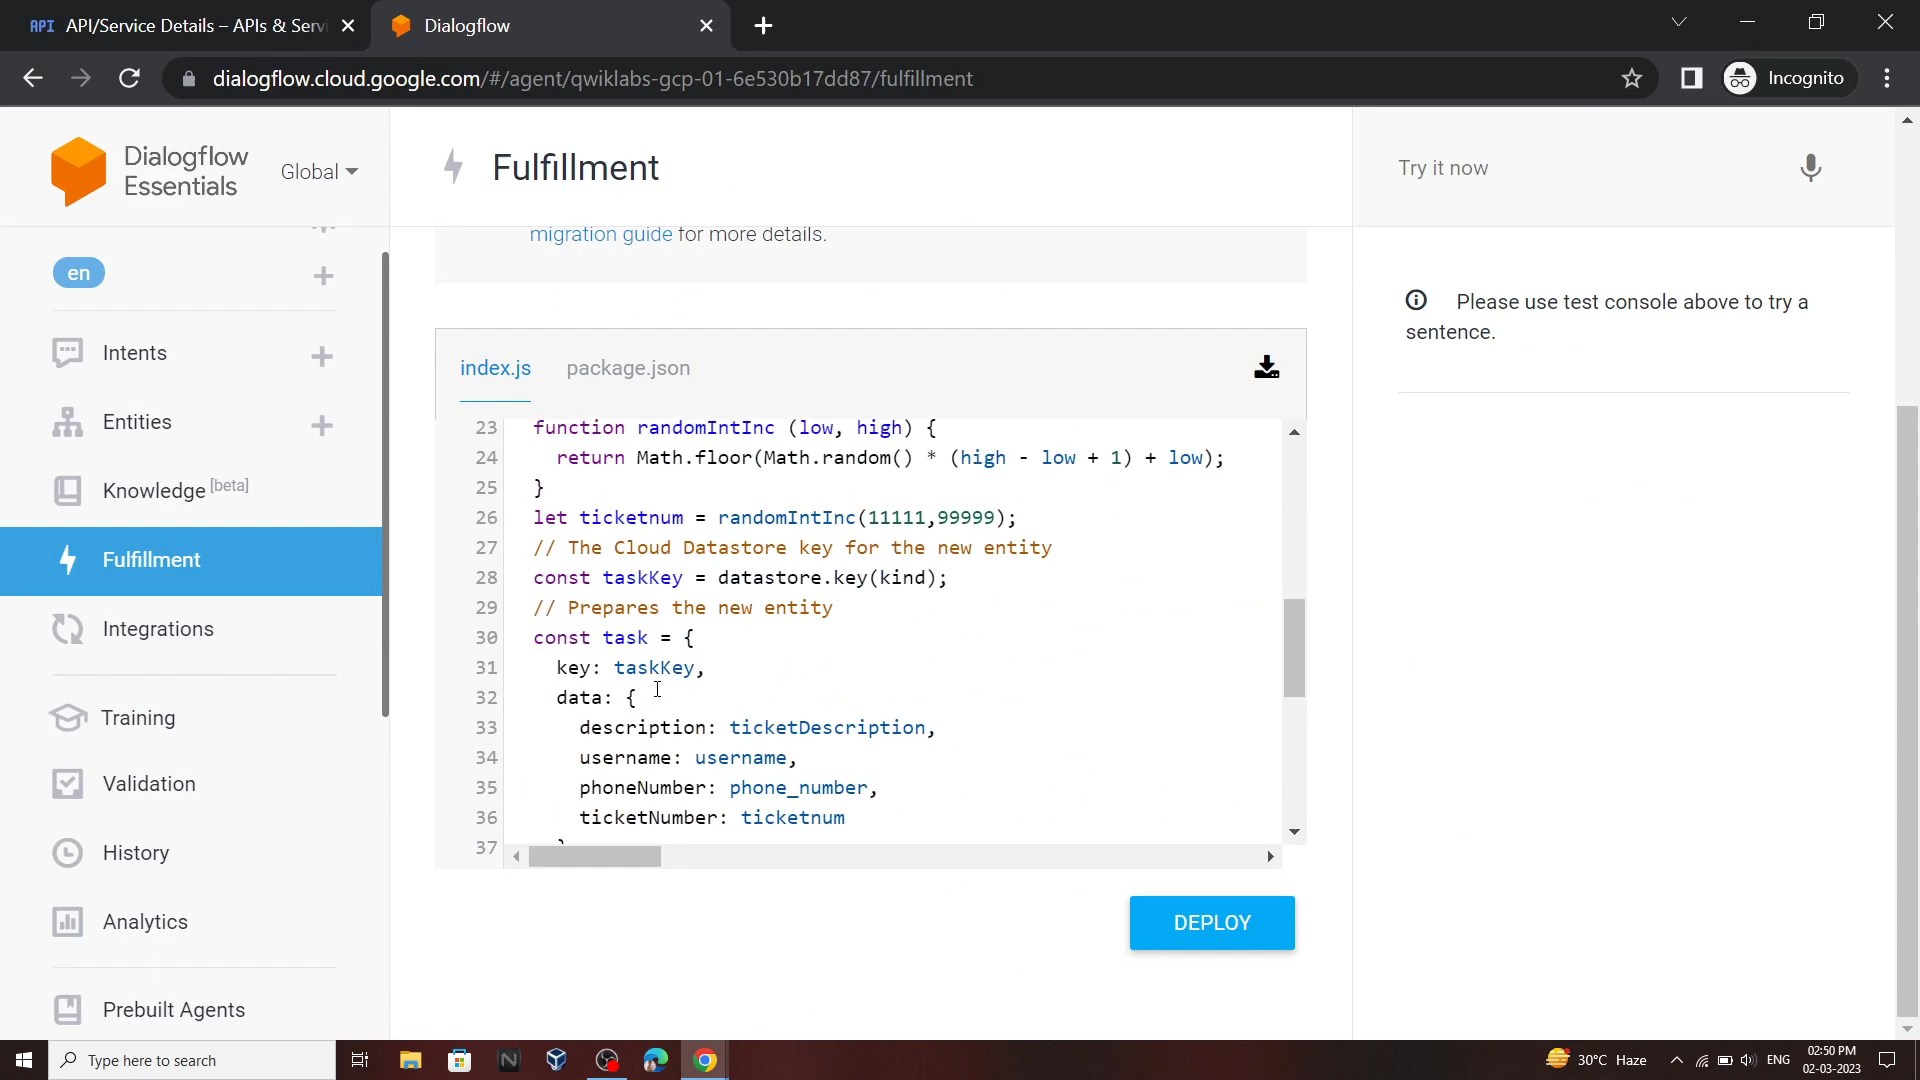 API API/Service Details – APIs & Servi
Dialogflow
dialogflow.cloud.google.com/#/agent/qwiklabs-gcp-01-6e530b17dd87/fulfillment
Incognito
Dialogflow
Essentials
Global
Fulfillment
Try it now
migration guide for more details.
en
Please use test console above to try a
sentence.
Intents
Entities
Knowledge [beta]
Fulfillment
Integrations
Training
Validation
History
Analytics
Prebuilt Agents
index.js
package.json
23 function randomIntInc (low, high) {
24 return Math.floor(Math.random() * (high - low + 1) + low);
25 }
26 let ticketnum = randomIntInc(11111,99999);
27 // The Cloud Datastore key for the new entity
28 const taskKey = datastore.key(kind);
29 // Prepares the new entity
30 const task = {
31 key: taskKey,
32 data: {
33 description: ticketDescription,
34 username: username,
35 phoneNumber: phone_number,
36 ticketNumber: ticketnum
37
DEPLOY
Type here to search
30°C Haze
ENG
02:50 PM
02-03-2023